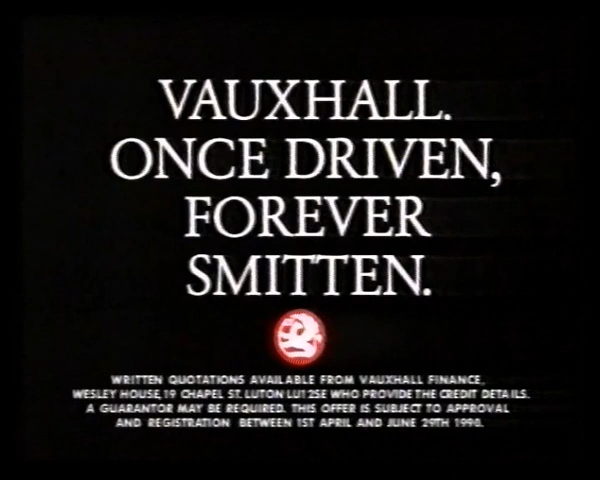 VAUXHALL.
ONCE DRIVEN,
FOREVER
SMITTEN.
WRITTEN QUOTATIONS AVAILABLE FROM VAUXHALL FINANCE,
WESLEY HOUSE, 19 CHAPEL ST. LUTON LU1 2SE WHO PROVIDE THE CREDIT DETAILS.
A GUARANTOR MAY BE REQUIRED. THIS OFFER IS SUBJECT TO APPROVAL
AND REGISTRATION BETWEEN 1ST APRIL AND JUNE 29TH 1990.